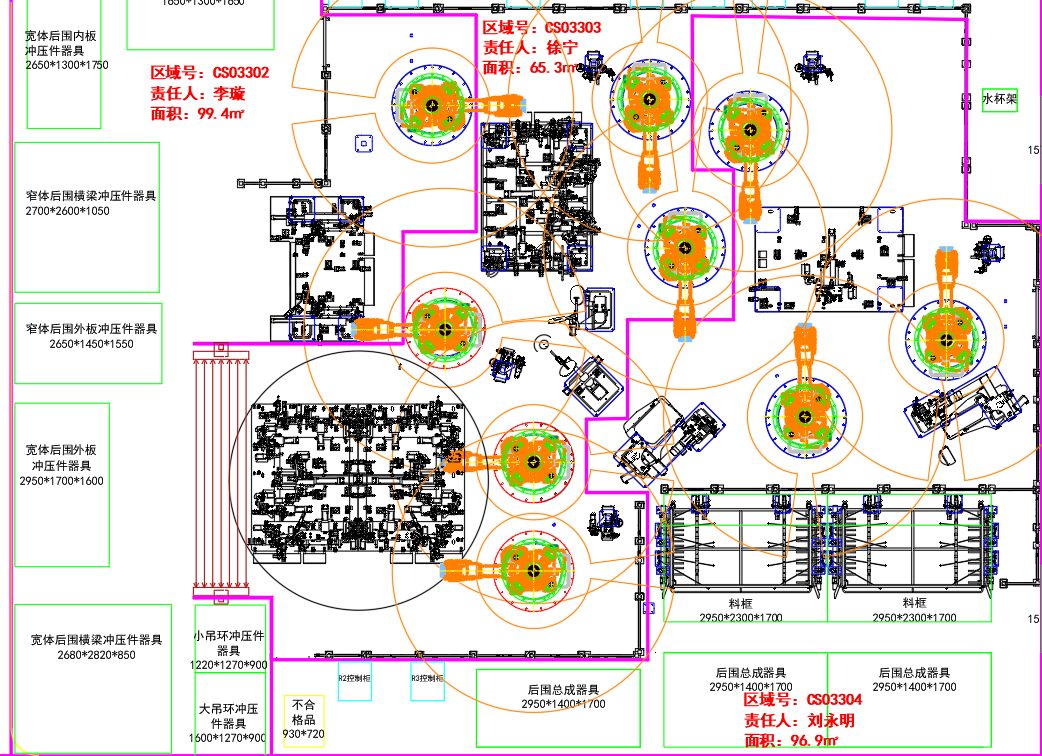 1650*1300*1650
宽体后围内板
冲压件器具
2650*1300*1750
区域号：CS03302
责任人：李璇
面积：99.4㎡
区域号：CS03303
责任人：徐宁
面积：65.3㎡
水杯架
15
窄体后围横梁冲压件器具
2700*2600*1050
窄体后围外板冲压件器具
2650*1450*1550
宽体后围外板
冲压件器具
2950*1700*1600
料框
2950*2300*1700
料框
2950*2300*1700
15
宽体后围横梁冲压件器具
2680*2820*850
小吊环冲压件
器具
1220*1270*900
大吊环冲压
件器具
1600*1270*900
R2控制柜
R3控制柜
不合
格品
930*720
后围总成器具
2950*1400*1700
后围总成器具
2950*1400*1700
后围总成器具
2950*1400*1700
区域号：CS03304
责任人：刘永明
面积：96.9㎡